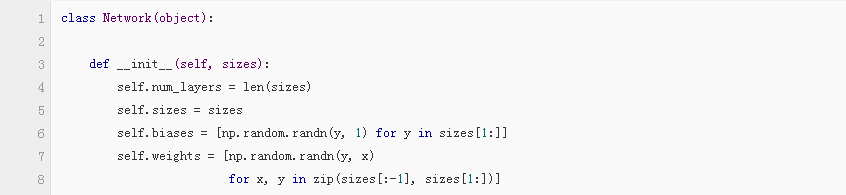 1 class Network(object):
2
3     def __init__(self, sizes):
4         self.num_layers = len(sizes)
5         self.sizes = sizes
6         self.biases = [np.random.randn(y, 1) for y in sizes[1:]]
7         self.weights = [np.random.randn(y, x)
8                         for x, y in zip(sizes[:-1], sizes[1:])]